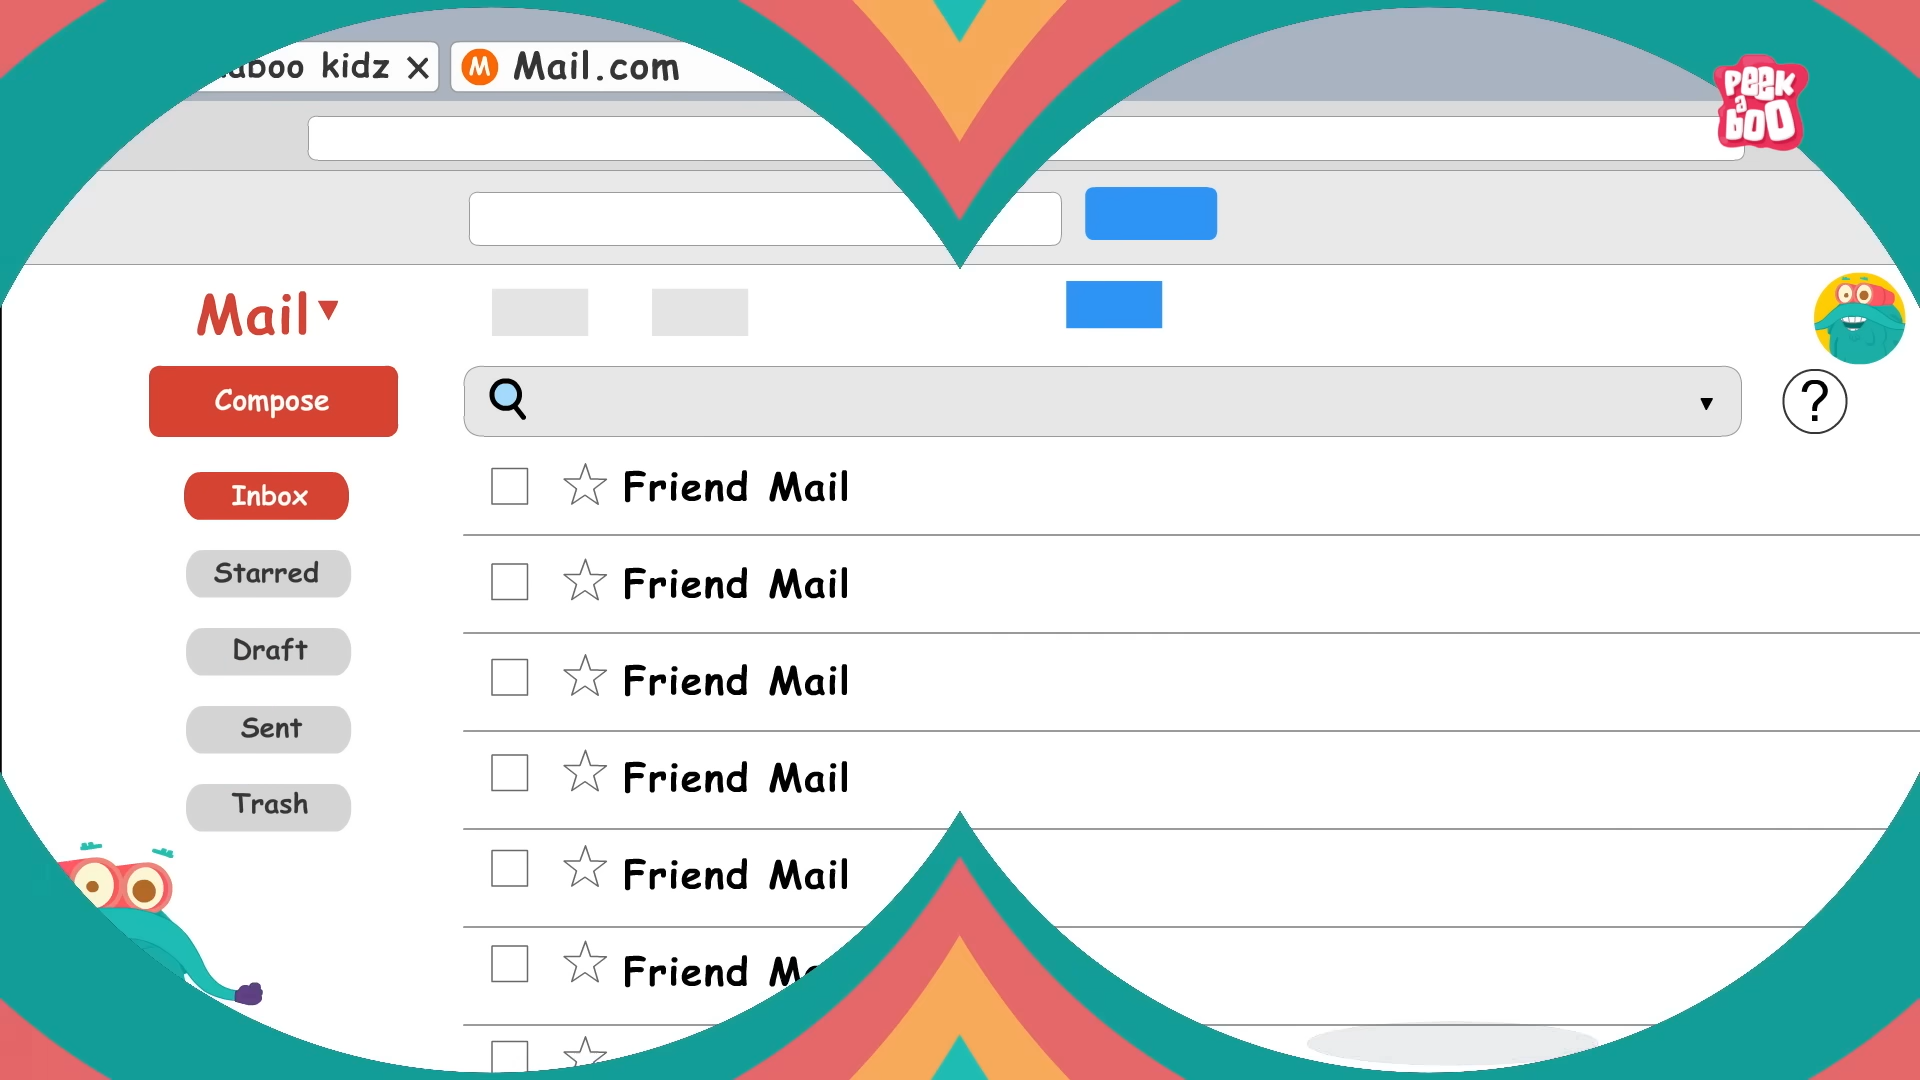 kidz X
M Mail.com
PEEK
a
boo
Mail
Compose
?
Inbox
Friend Mail
Starred
Friend Mail
Draft
Friend Mail
Sent
Friend Mail
Trash
Friend Mail
Friend